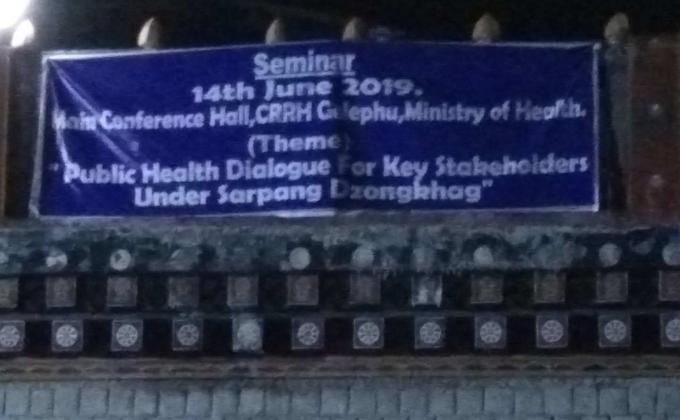 Seminar
14th June 2019.
Main Conference Hall,CRRH Gelephu,Ministry of Health.
(Theme)
"Public Health Dialogue For Key Stakeholders
Under Sarpang Dzongkhag"